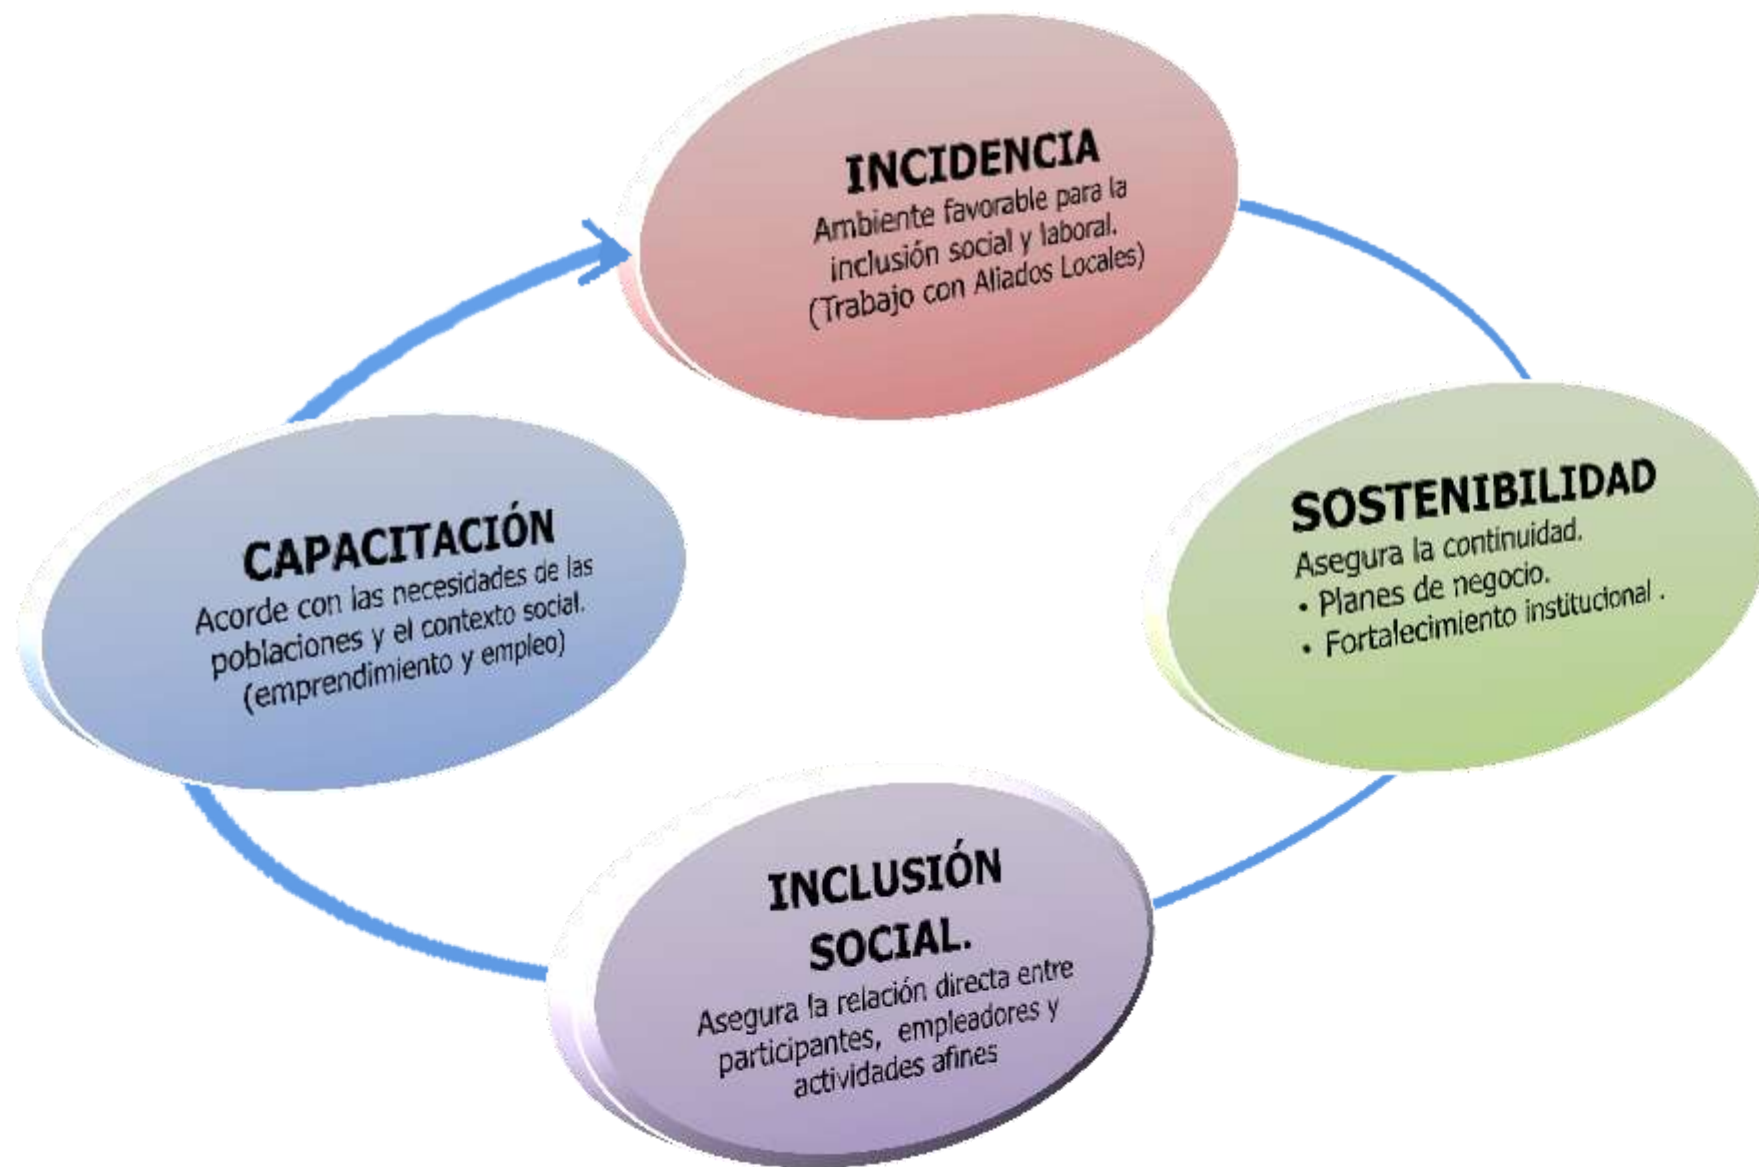 INCIDENCIA
Ambiente favorable para la
inclusión social y laboral.
(Trabajo con Aliados Locales)
SOSTENIBILIDAD
Asegura la continuidad.
• Planes de negocio.
• Fortalecimiento institucional .
INCLUSIÓN
SOCIAL.
Asegura la relación directa entre
participantes, empleadores y
actividades afines
CAPACITACIÓN
Acorde con las necesidades de las
poblaciones y el contexto social.
(emprendimiento y empleo)